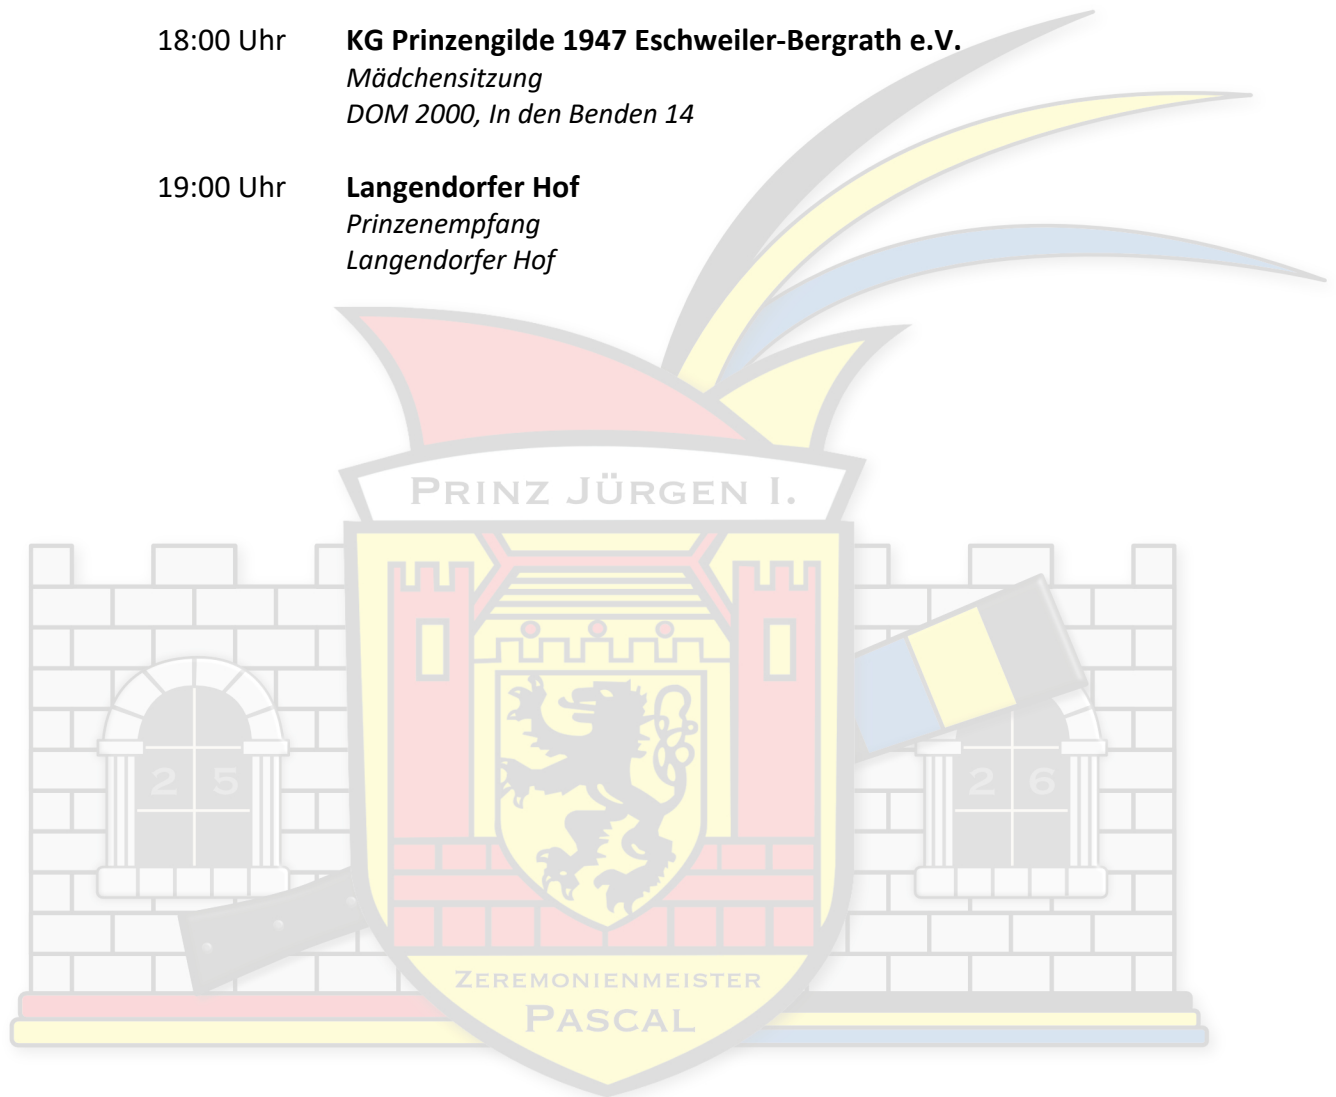 18:00 Uhr KG Prinzengilde 1947 Eschweiler-Bergrath e.V.
Mädchensitzung
DOM 2000, In den Benden 14
19:00 Uhr Langendorfer Hof
Prinzenempfang
Langendorfer Hof
PRINZ JÜRGEN I.
2 5
2 6
ZEREMONIENMEISTER
PASCAL